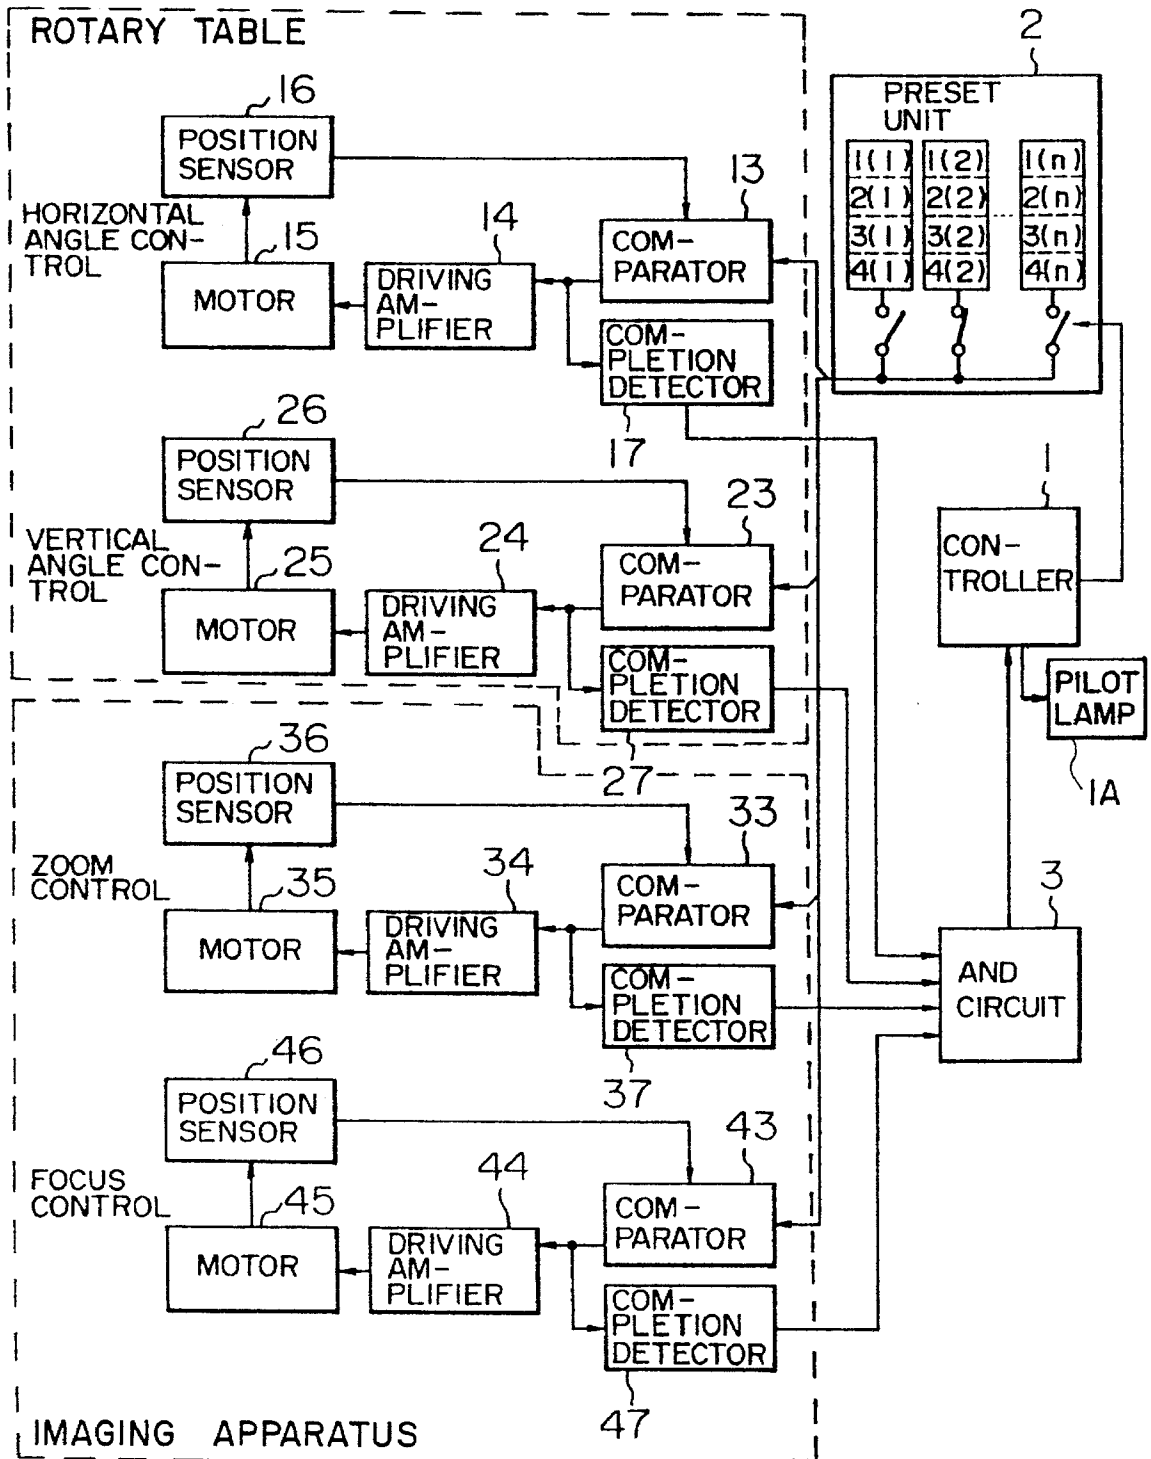 ROTARY TABLE
2
16
PRESET
UNIT
POSITION
SENSOR
1(1)
1(2)
1(n)
2(1)
2(2)
2(n)
3(1)
3(2)
3(n)
4(1)
4(2)
4(n)
13
HORIZONTAL
ANGLE CON-
TROL
15
14
COM-
PARATOR
MOTOR
DRIVING
AM-
PLIFIER
COM-
PLETION
DETECTOR
17
26
POSITION
SENSOR
23
1
VERTICAL
ANGLE CON-
TROL
25
24
COM-
PARATOR
CON-
TROLLER
MOTOR
DRIVING
AM-
PLIFIER
COM-
PLETION
DETECTOR
PILOT
LAMP
1A
27
36
POSITION
SENSOR
33
ZOOM
CONTROL
35
34
COM-
PARATOR
3
MOTOR
DRIVING
AM-
PLIFIER
COM-
PLETION
DETECTOR
AND
CIRCUIT
37
46
POSITION
SENSOR
43
FOCUS
CONTROL
45
44
COM-
PARATOR
MOTOR
DRIVING
AM-
PLIFIER
COM-
PLETION
DETECTOR
47
IMAGING APPARATUS